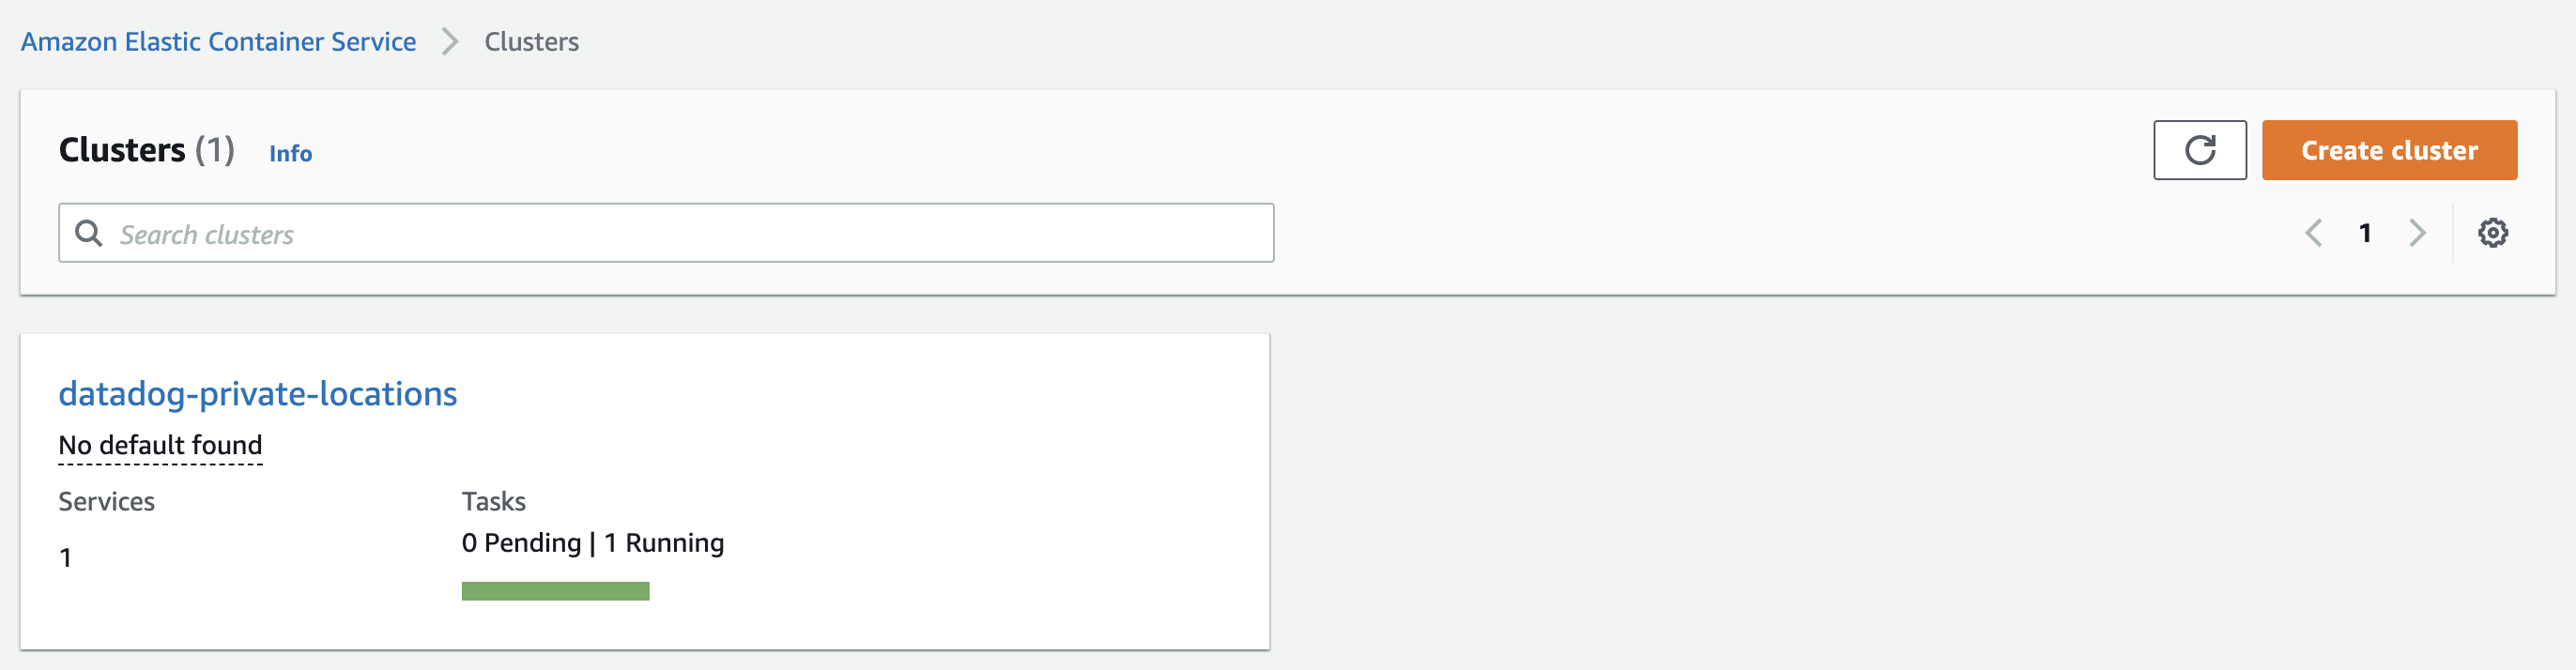 Amazon Elastic Container Service > Clusters
Clusters (1) Info
Create cluster
Search clusters
1
datadog-private-locations
No default found
Services
1
Tasks
0 Pending | 1 Running